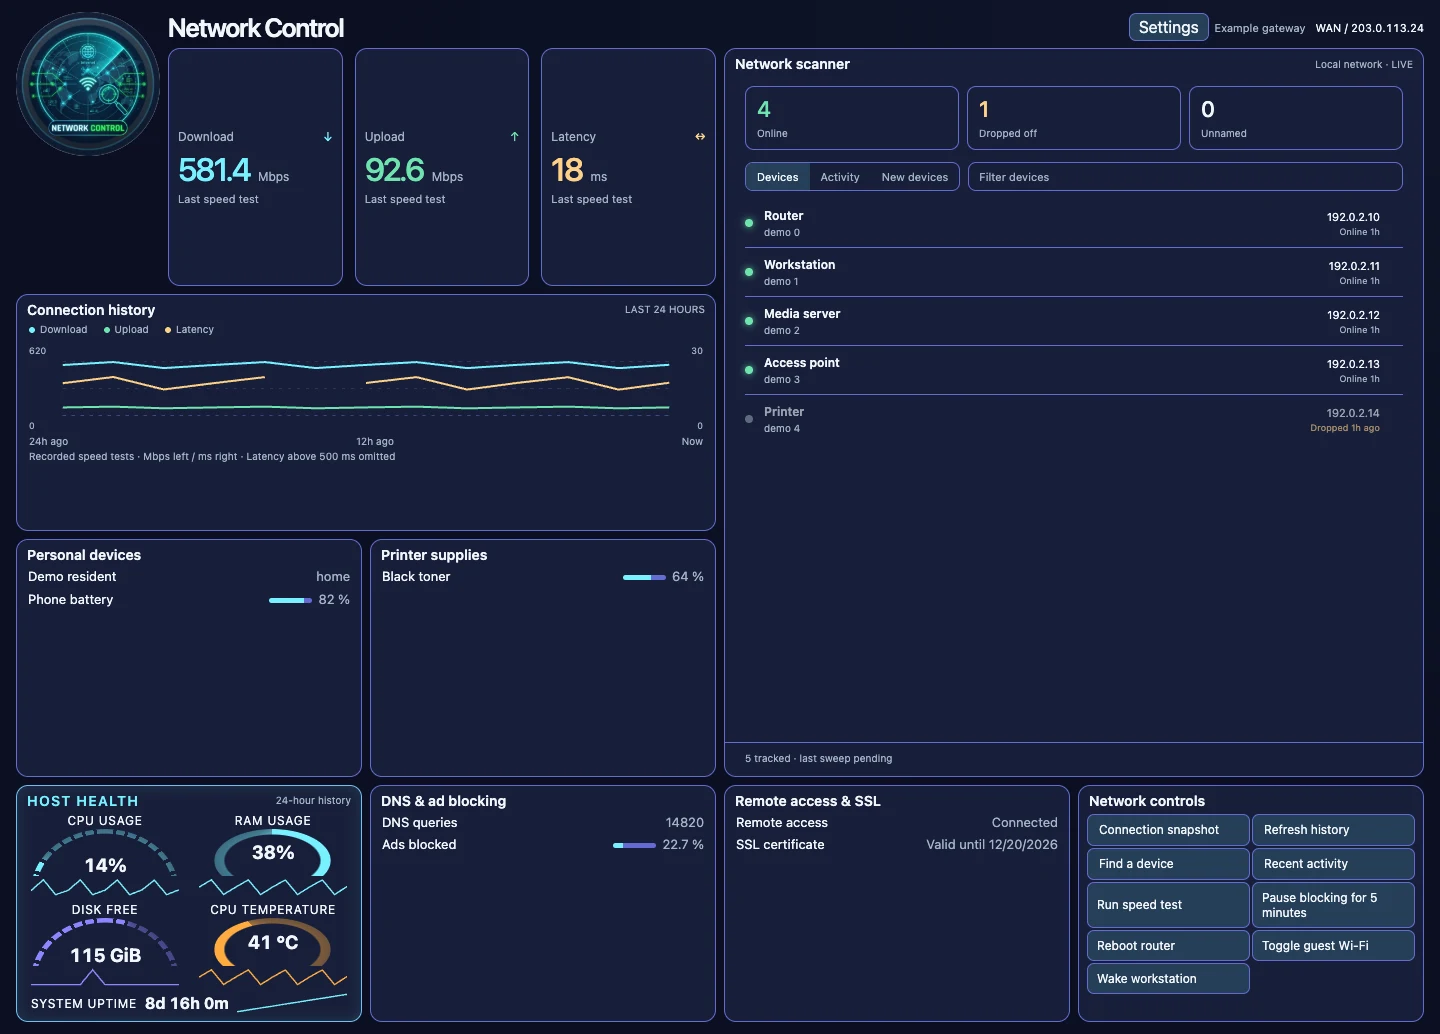 Network Control
NETWORK CONTROL
Settings
Example gateway
WAN / 203.0.113.24
Download ↓
581.4 Mbps
Last speed test
Upload ↑
92.6 Mbps
Last speed test
Latency ↔
18 ms
Last speed test
Network scanner
Local network · LIVE
4
Online
1
Dropped off
0
Unnamed
Devices
Activity
New devices
Filter devices
Router
demo 0
192.0.2.10
Online 1h
Workstation
demo 1
192.0.2.11
Online 1h
Media server
demo 2
192.0.2.12
Online 1h
Access point
demo 3
192.0.2.13
Online 1h
Printer
demo 4
192.0.2.14
Dropped 1h ago
5 tracked · last sweep pending
Connection history
LAST 24 HOURS
Download
Upload
Latency
620
30
0
0
24h ago
12h ago
Now
Recorded speed tests · Mbps left / ms right · Latency above 500 ms omitted
Personal devices
Demo resident home
Phone battery 82 %
Printer supplies
Black toner 64 %
HOST HEALTH
24-hour history
CPU USAGE
14%
RAM USAGE
38%
DISK FREE
115 GiB
CPU TEMPERATURE
41 °C
SYSTEM UPTIME 8d 16h 0m
DNS & ad blocking
DNS queries 14820
Ads blocked 22.7 %
Remote access & SSL
Remote access Connected
SSL certificate Valid until 12/20/2026
Network controls
Connection snapshot
Refresh history
Find a device
Recent activity
Run speed test
Pause blocking for 5
minutes
Reboot router
Toggle guest Wi-Fi
Wake workstation